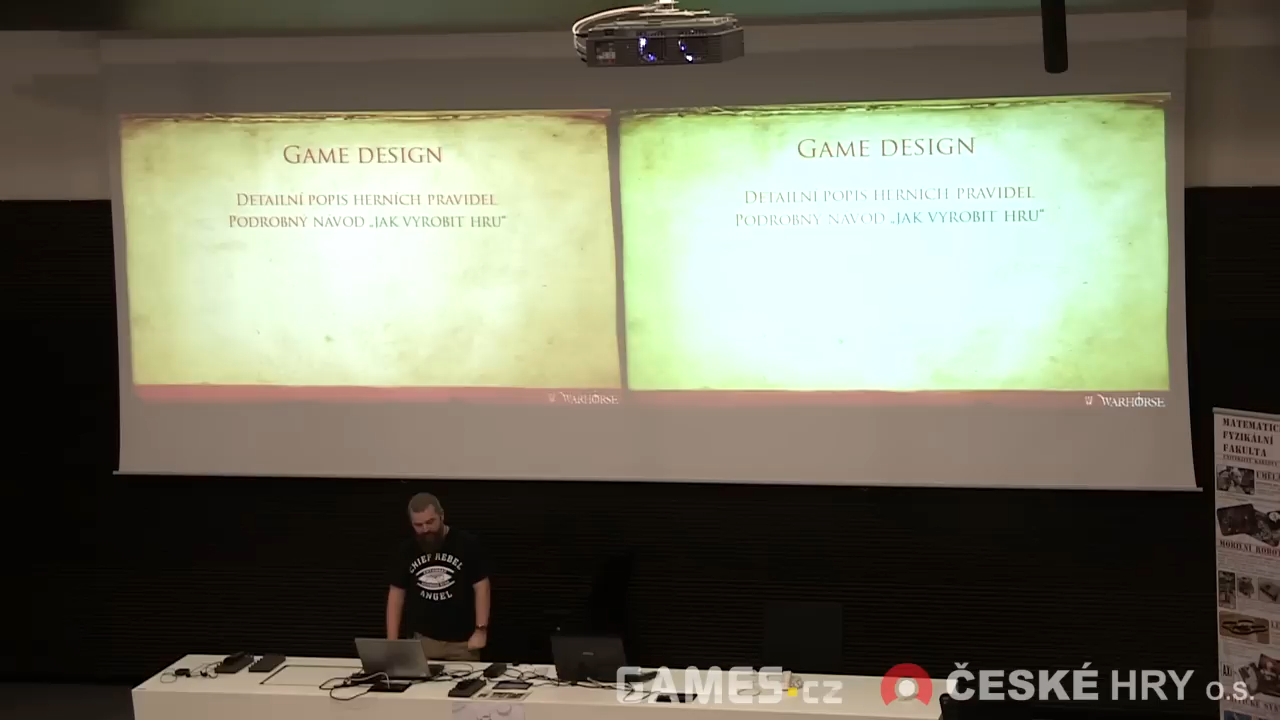 GAME DESIGN
DETAILNÍ POPIS HERNÍCH PRAVIDEL
PODROBNÝ NÁVOD „JAK VYROBIT HRU“
WARHORSE
GAME DESIGN
DETAILNÍ POPIS HERNÍCH PRAVIDEL
PODROBNÝ NÁVOD „JAK VYROBIT HRU“
WARHORSE
MATEMATIC
FYZIKÁLNÍ
FAKULTA
CHIEF REBEL
ANGEL
GAMES.cz
ČESKÉ HRY o.s.